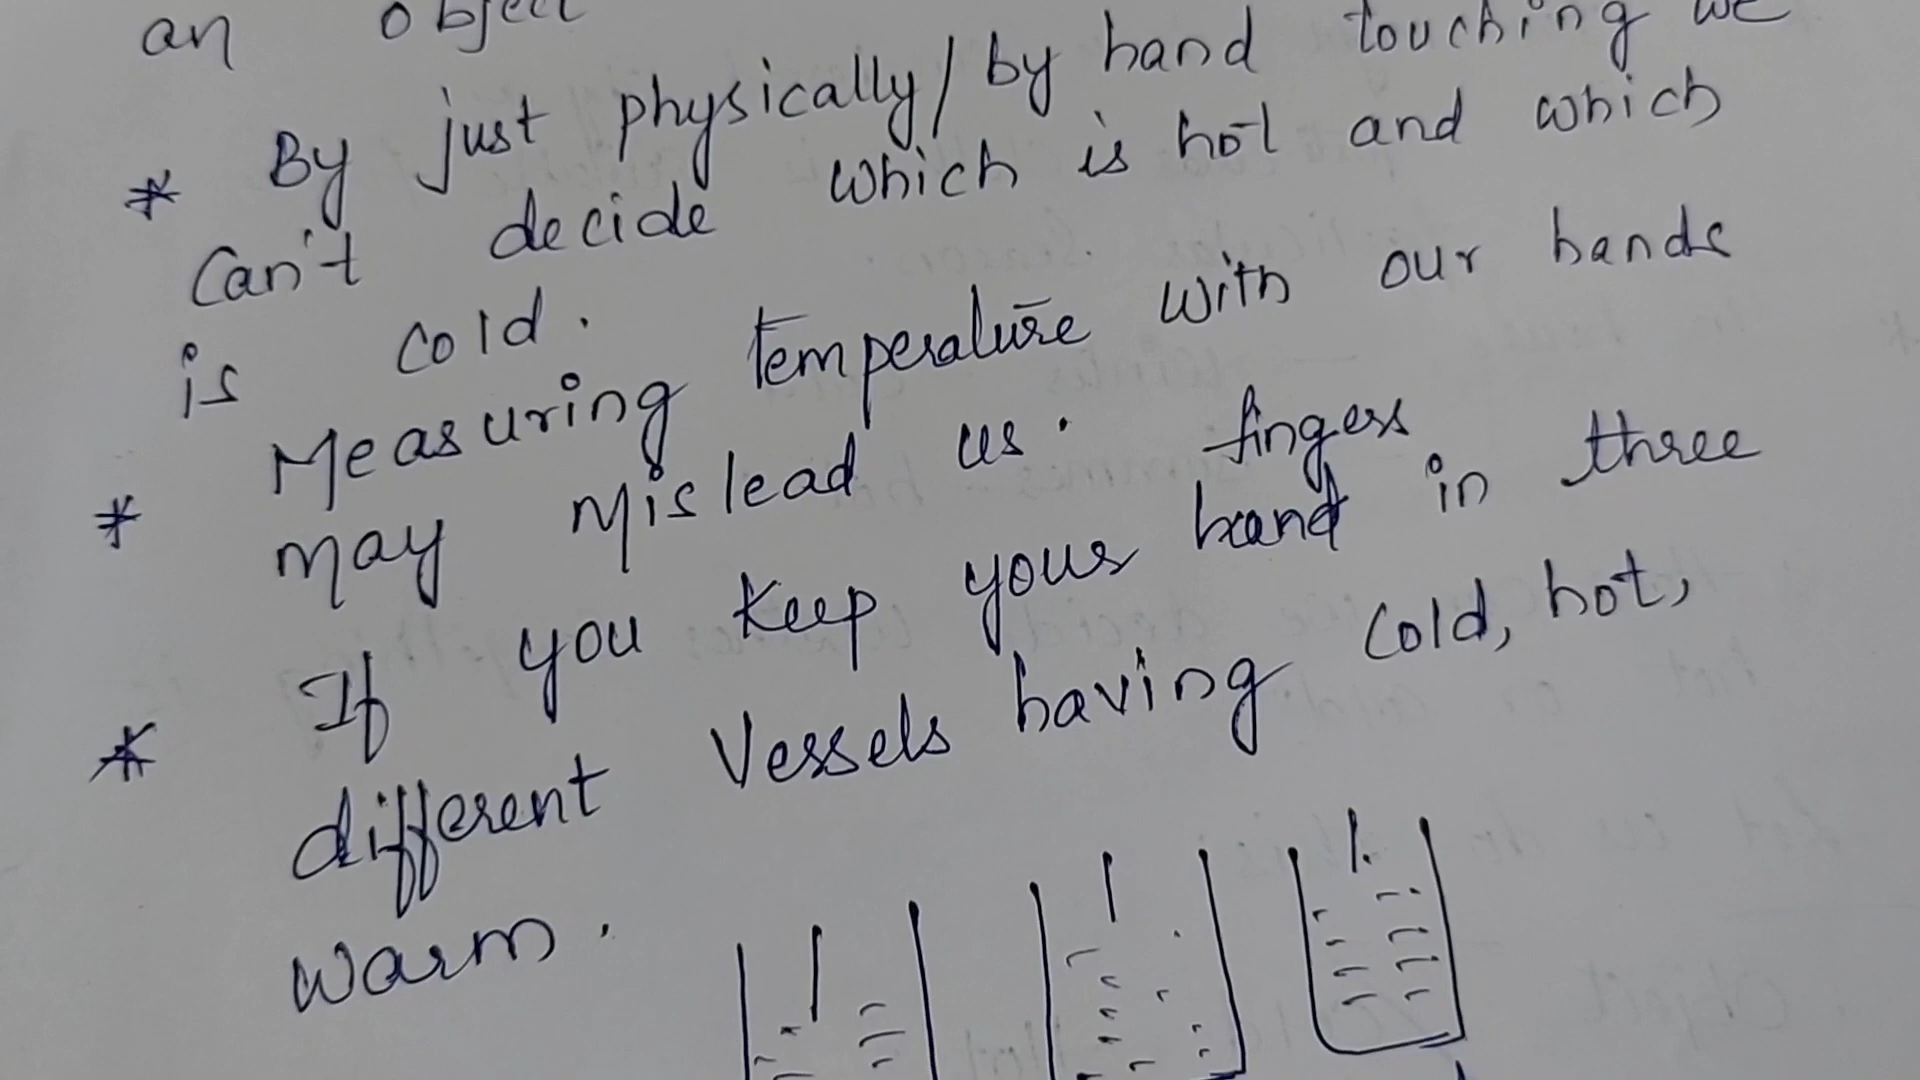 an object
* By just physically/by hand touching we
can't decide which is hot and which
is cold.
* Measuring temperature with our hands
may mislead us.
fingers
* If you keep your hand in three
different vessels having cold, hot,
warm.